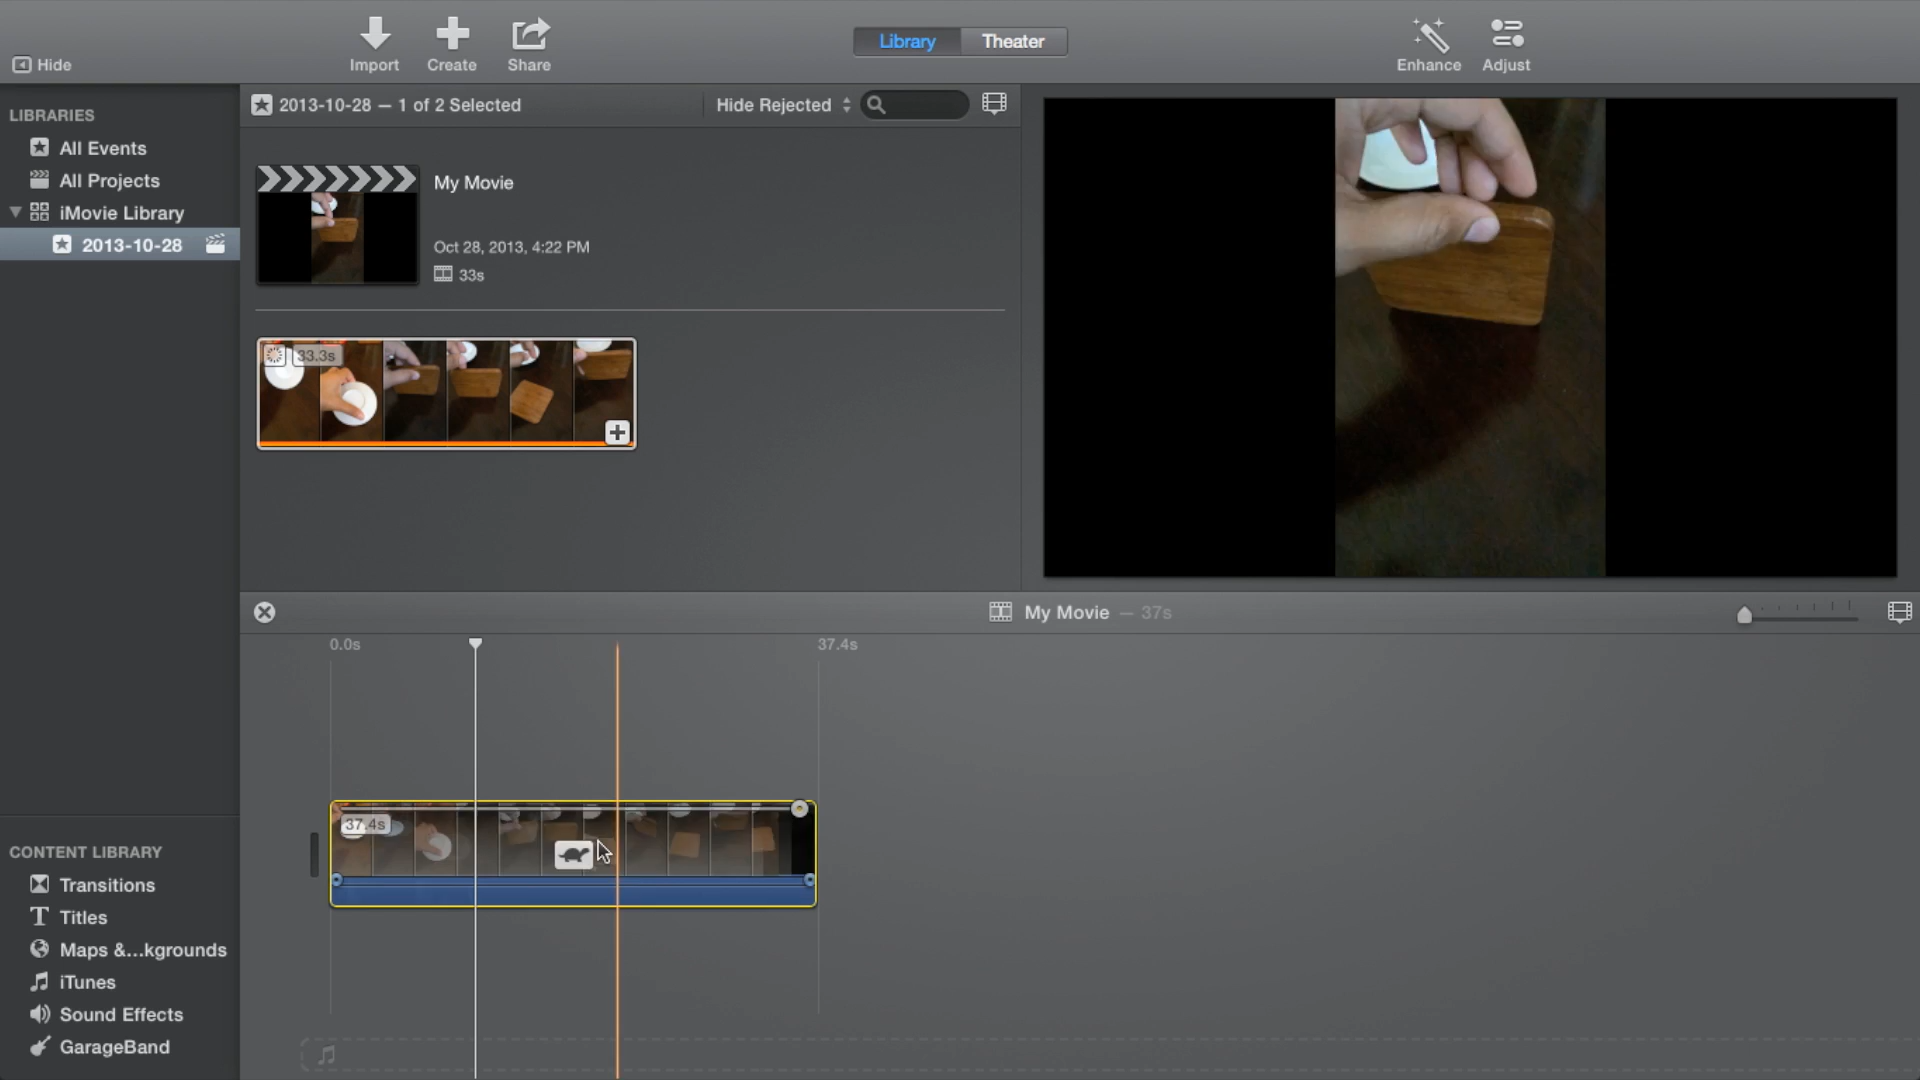 Hide
Import
Create
Share
Library
Theater
Enhance
Adjust
LIBRARIES
All Events
All Projects
iMovie Library
2013-10-28
2013-10-28 — 1 of 2 Selected
Hide Rejected
My Movie
Oct 28, 2013, 4:22 PM
33s
33.3s
My Movie — 37s
0.0s
37.4s
37.4s
CONTENT LIBRARY
Transitions
T Titles
Maps &...kgrounds
iTunes
Sound Effects
GarageBand